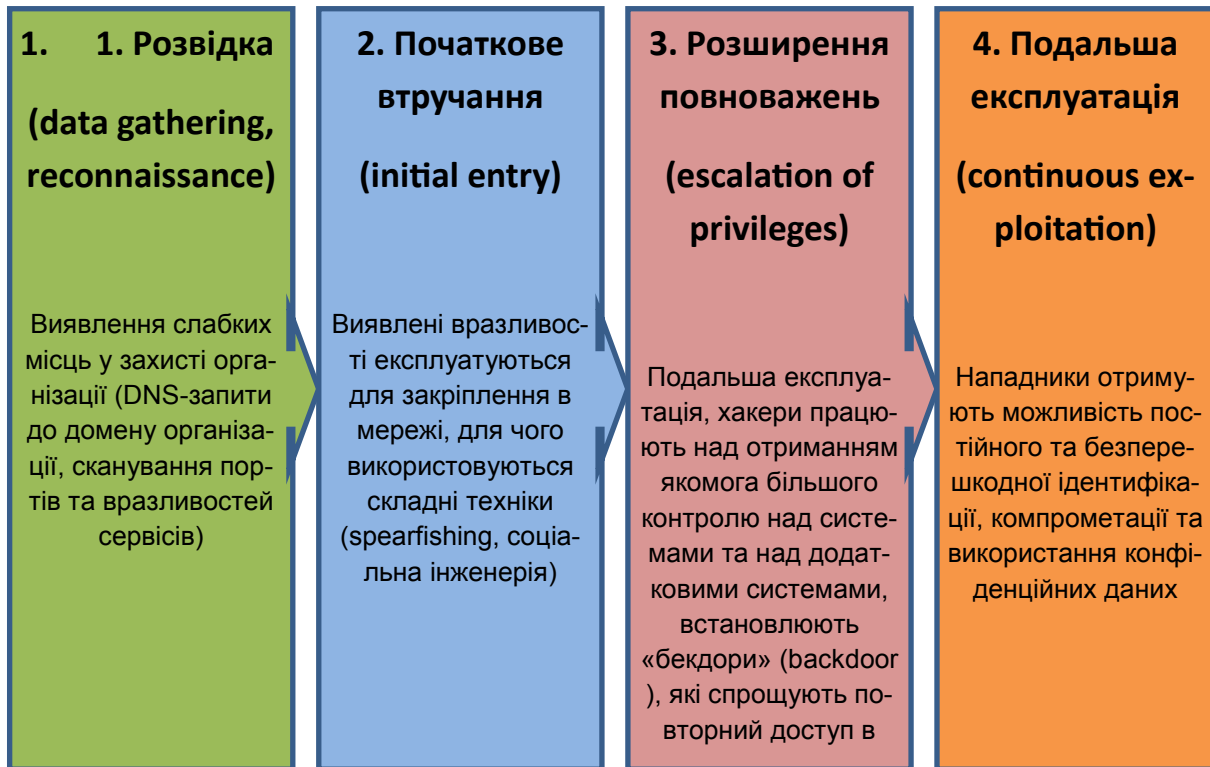 1. 1. Розвідка
(data gathering,
reconnaissance)
Виявлення слабких
місць у захисті орга-
нізації (DNS-запити
до домену організа-
ції, сканування пор-
тів та вразливостей
сервісів)
2. Початкове
втручання
(initial entry)
Виявлені вразливос-
ті експлуатуються
для закріплення в
мережі, для чого
використовуються
складні техніки
(spearfishing, соціа-
льна інженерія)
3. Розширення
повноважень
(escalation of
privileges)
Подальша експлуа-
тація, хакери працю-
ють над отриманням
якомога більшого
контролю над систе-
мами та над додат-
ковими системами,
встановлюють
«бекдори» (backdoor
), які спрощують по-
вторний доступ в
4. Подальша
експлуатація
(continuous ex-
ploitation)
Нападники отриму-
ють можливість пос-
тійного та безпере-
шкодної ідентифіка-
ції, компрометації та
використання конфі-
денційних даних